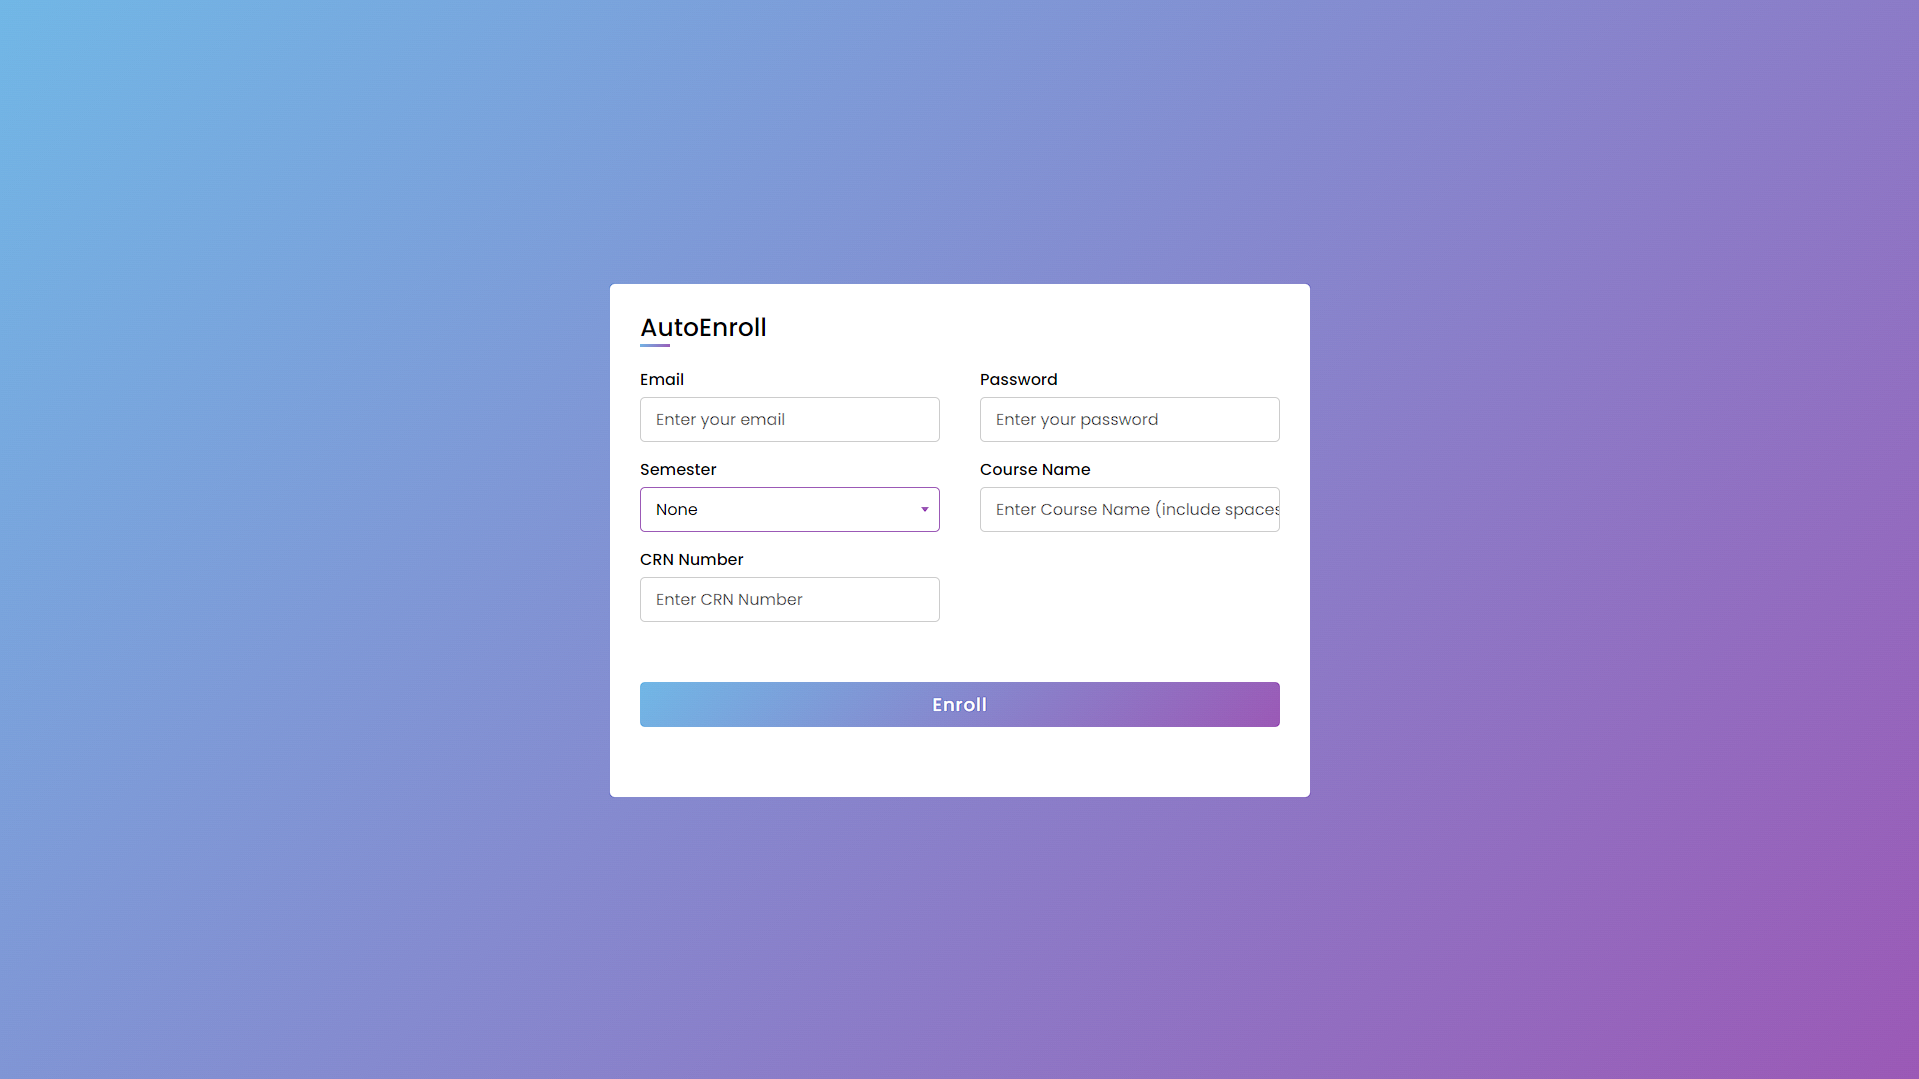 AutoEnroll
Email
Password
Enter your email
Enter your password
Semester
Course Name
None
Enter Course Name (include spaces
CRN Number
Enter CRN Number
Enroll